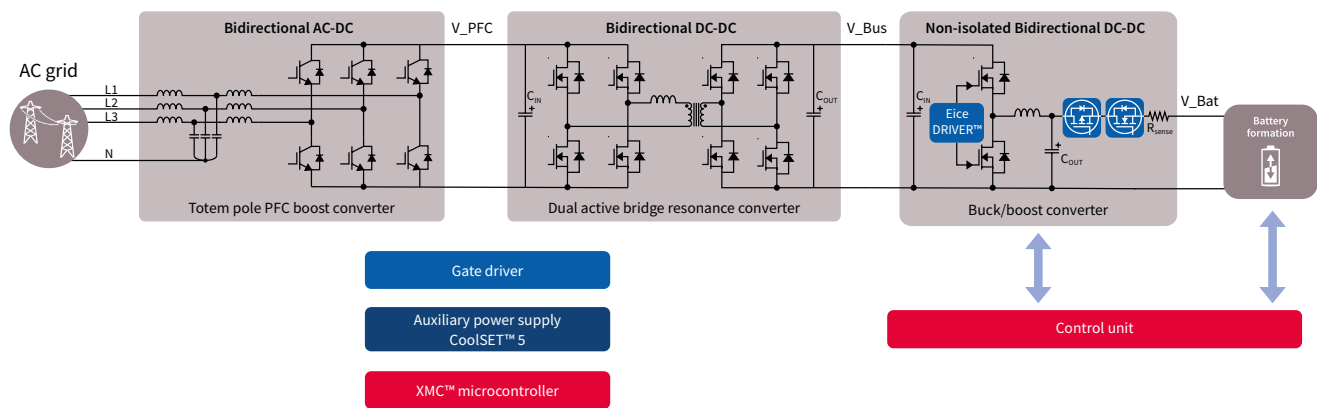 Bidirectional AC-DC
V_PFC
Bidirectional DC-DC
V_Bus
Non-isolated Bidirectional DC-DC
AC grid
L1
L2
L3
N
C_IN
+
C_OUT
+
C_IN
+
Eice
DRIVER™
C_OUT
+
R_sense
V_Bat
Battery
formation
Totem pole PFC boost converter
Dual active bridge resonance converter
Buck/boost converter
Gate driver
Auxiliary power supply
CoolSET™ 5
XMC™ microcontroller
Control unit